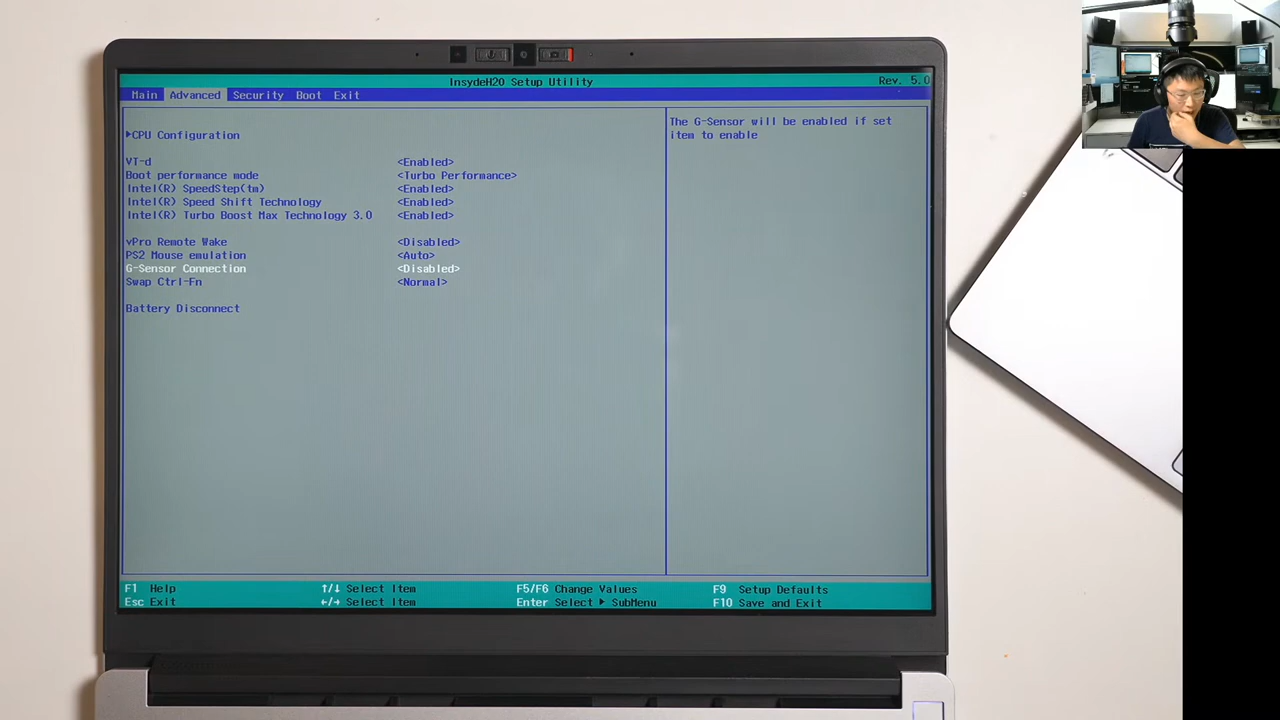 InsydeH20 Setup Utility
Rev. 5.0
Main Advanced Security Boot Exit
CPU Configuration
VT-d <Enabled>
Boot performance mode <Turbo Performance>
Intel(R) SpeedStep(tm) <Enabled>
Intel(R) Speed Shift Technology <Enabled>
Intel(R) Turbo Boost Max Technology 3.0 <Enabled>
vPro Remote Wake <Disabled>
PS2 Mouse emulation <Auto>
G-Sensor Connection <Disabled>
Swap Ctrl-Fn <Normal>
Battery Disconnect
The G-Sensor will be enabled if set
item to enable
F1 Help ↑/↓ Select Item F5/F6 Change Values F9 Setup Defaults
Esc Exit ←/→ Select Item Enter Select ▶ SubMenu F10 Save and Exit